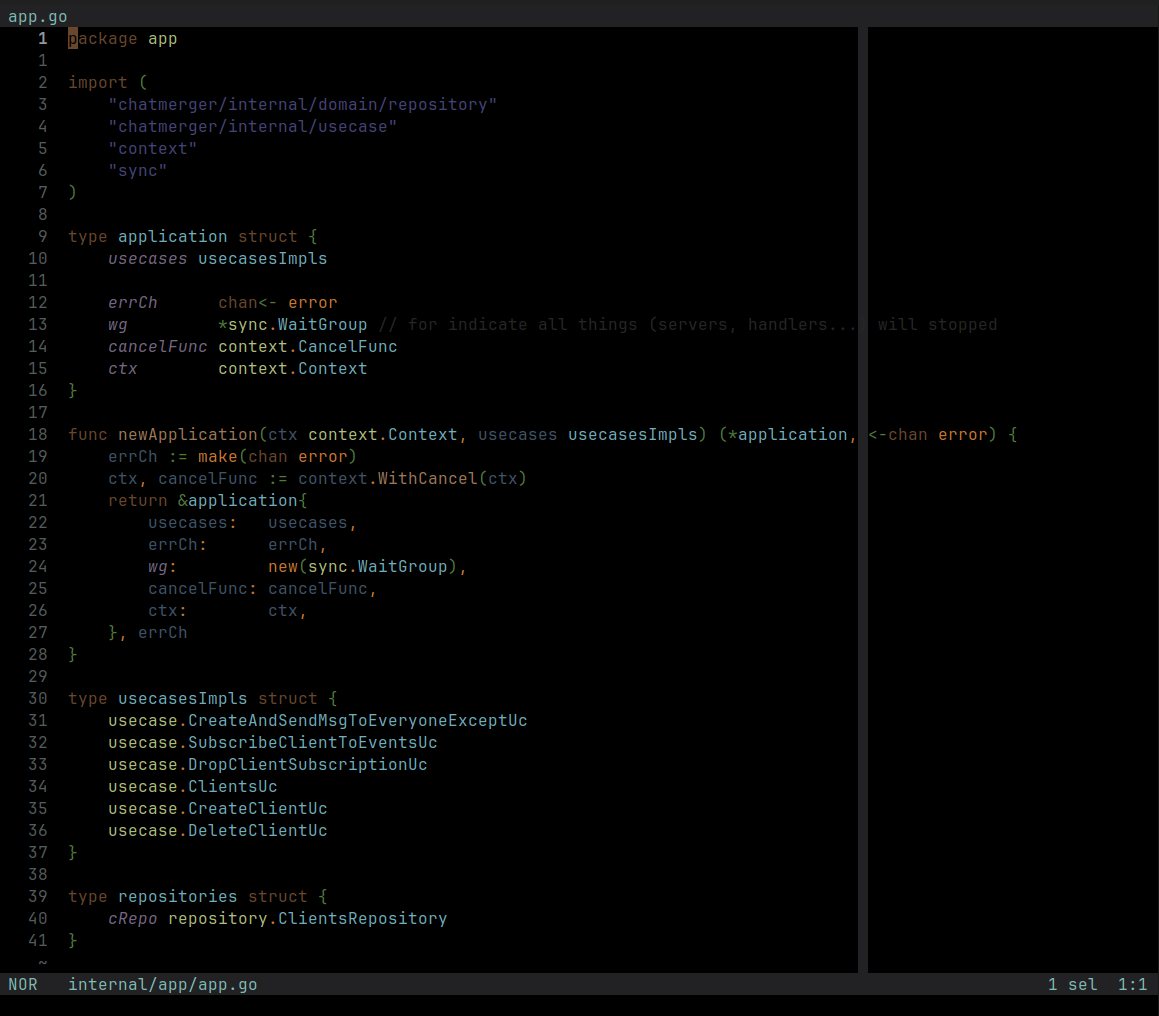 app.go
1 package app
1
2 import (
3     "chatmerger/internal/domain/repository"
4     "chatmerger/internal/usecase"
5     "context"
6     "sync"
7 )
8
9 type application struct {
10     usecases usecasesImpls
11
12     errCh      chan<- error
13     wg         *sync.WaitGroup // for indicate all things (servers, handlers...) will stopped
14     cancelFunc context.CancelFunc
15     ctx        context.Context
16 }
17
18 func newApplication(ctx context.Context, usecases usecasesImpls) (*application, <-chan error) {
19     errCh := make(chan error)
20     ctx, cancelFunc := context.WithCancel(ctx)
21     return &application{
22         usecases:   usecases,
23         errCh:      errCh,
24         wg:         new(sync.WaitGroup),
25         cancelFunc: cancelFunc,
26         ctx:        ctx,
27     }, errCh
28 }
29
30 type usecasesImpls struct {
31     usecase.CreateAndSendMsgToEveryoneExceptUc
32     usecase.SubscribeClientToEventsUc
33     usecase.DropClientSubscriptionUc
34     usecase.ClientsUc
35     usecase.CreateClientUc
36     usecase.DeleteClientUc
37 }
38
39 type repositories struct {
40     cRepo repository.ClientsRepository
41 }
~
NOR   internal/app/app.go   1 sel  1:1